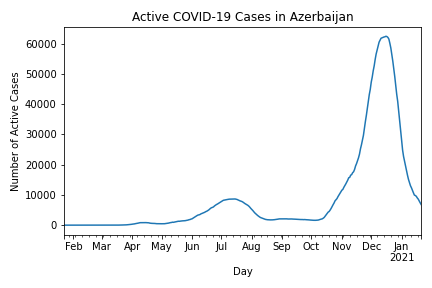 Active COVID-19 Cases in Azerbaijan
Number of Active Cases
60000
50000
40000
30000
20000
10000
0
Feb Mar Apr May Jun Jul Aug Sep Oct Nov Dec Jan
2021
Day